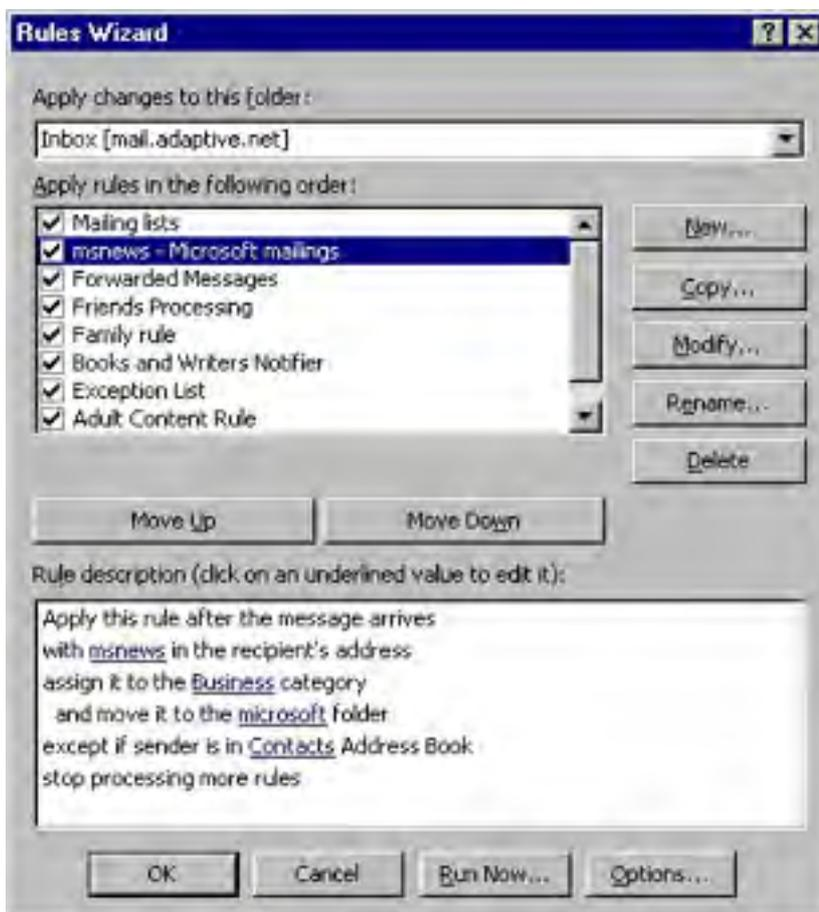 Rules Wizard
Apply changes to this folder:
Inbox [mail.adaptive.net]
Apply rules in the following order:
Mailing lists
msnews - Microsoft mailings
Forwarded Messages
Friends Processing
Family rule
Books and Writers Notifier
Exception List
Adult Content Rule
New...
Copy...
Modify...
Rename...
Delete
Move Up
Move Down
Rule description (click on an underlined value to edit it):
Apply this rule after the message arrives
with msnews in the recipient's address
assign it to the Business category
and move it to the microsoft folder
except if sender is in Contacts Address Book
stop processing more rules
OK
Cancel
Run Now...
Options...